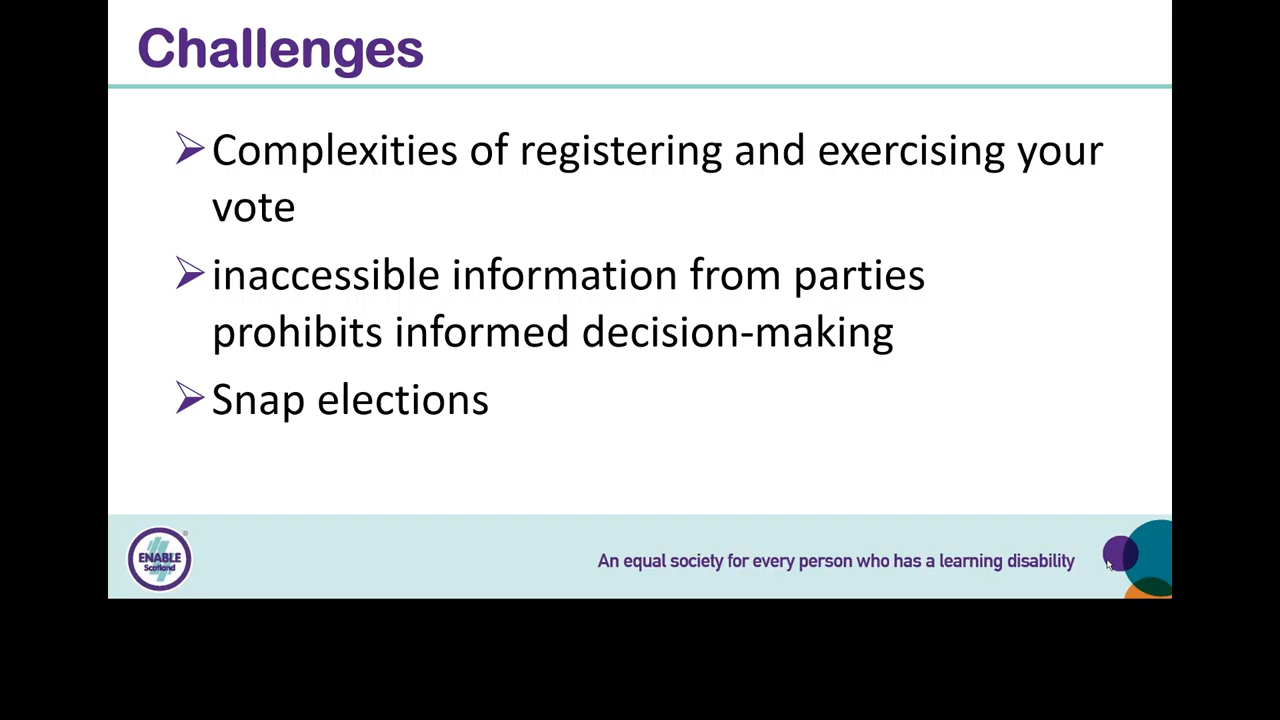 Challenges
Complexities of registering and exercising your
vote
inaccessible information from parties
prohibits informed decision-making
Snap elections
ENABLE
Scotland
An equal society for every person who has a learning disability